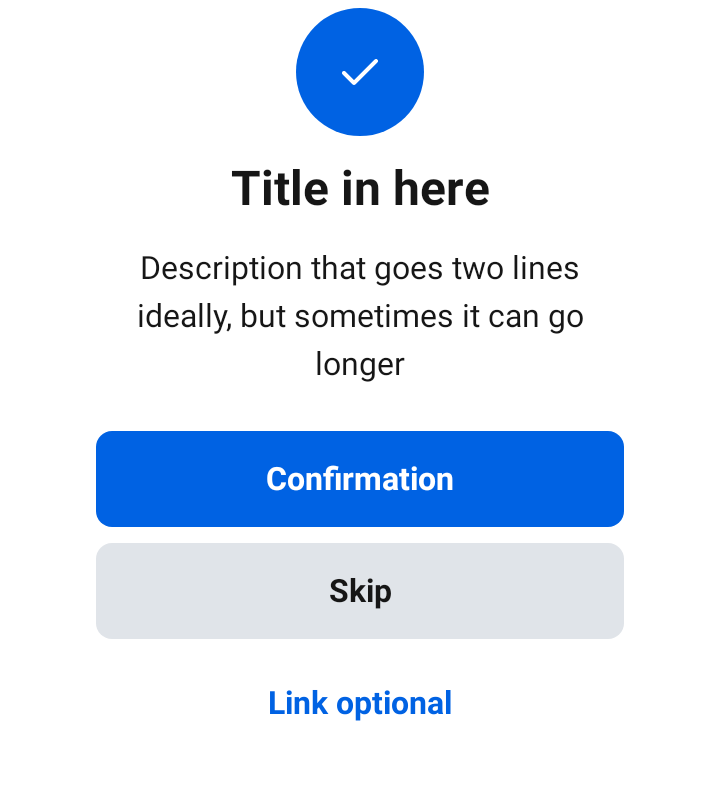 Title in here
Description that goes two lines
ideally, but sometimes it can go
longer
Confirmation
Skip
Link optional